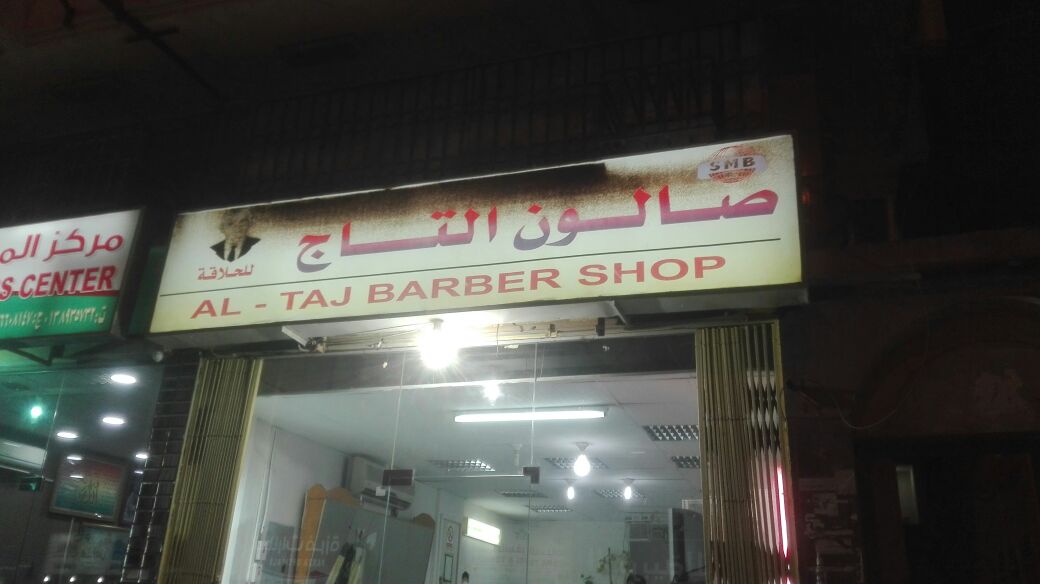 صالون التاج
للحلاقة
AL - TAJ BARBER SHOP
SMB
مركز الم
S-CENTER